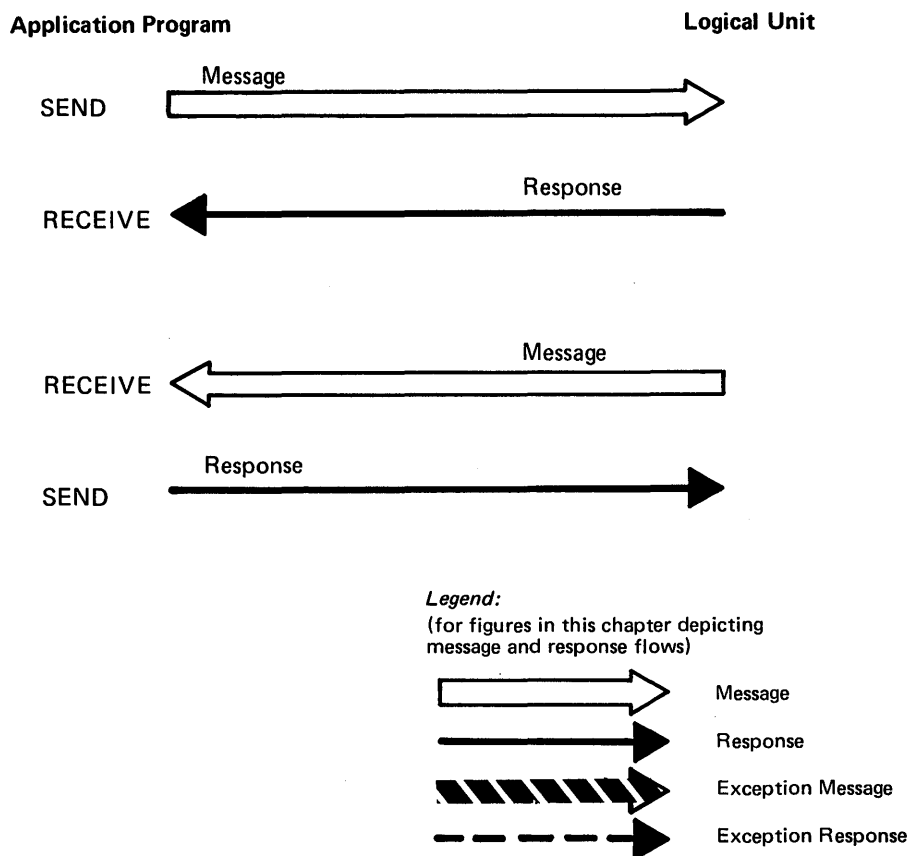 Application Program
Logical Unit
Message
SEND
Response
RECEIVE
Message
RECEIVE
Response
SEND
Legend:
(for figures in this chapter depicting
message and response flows)
Message
Response
Exception Message
Exception Response